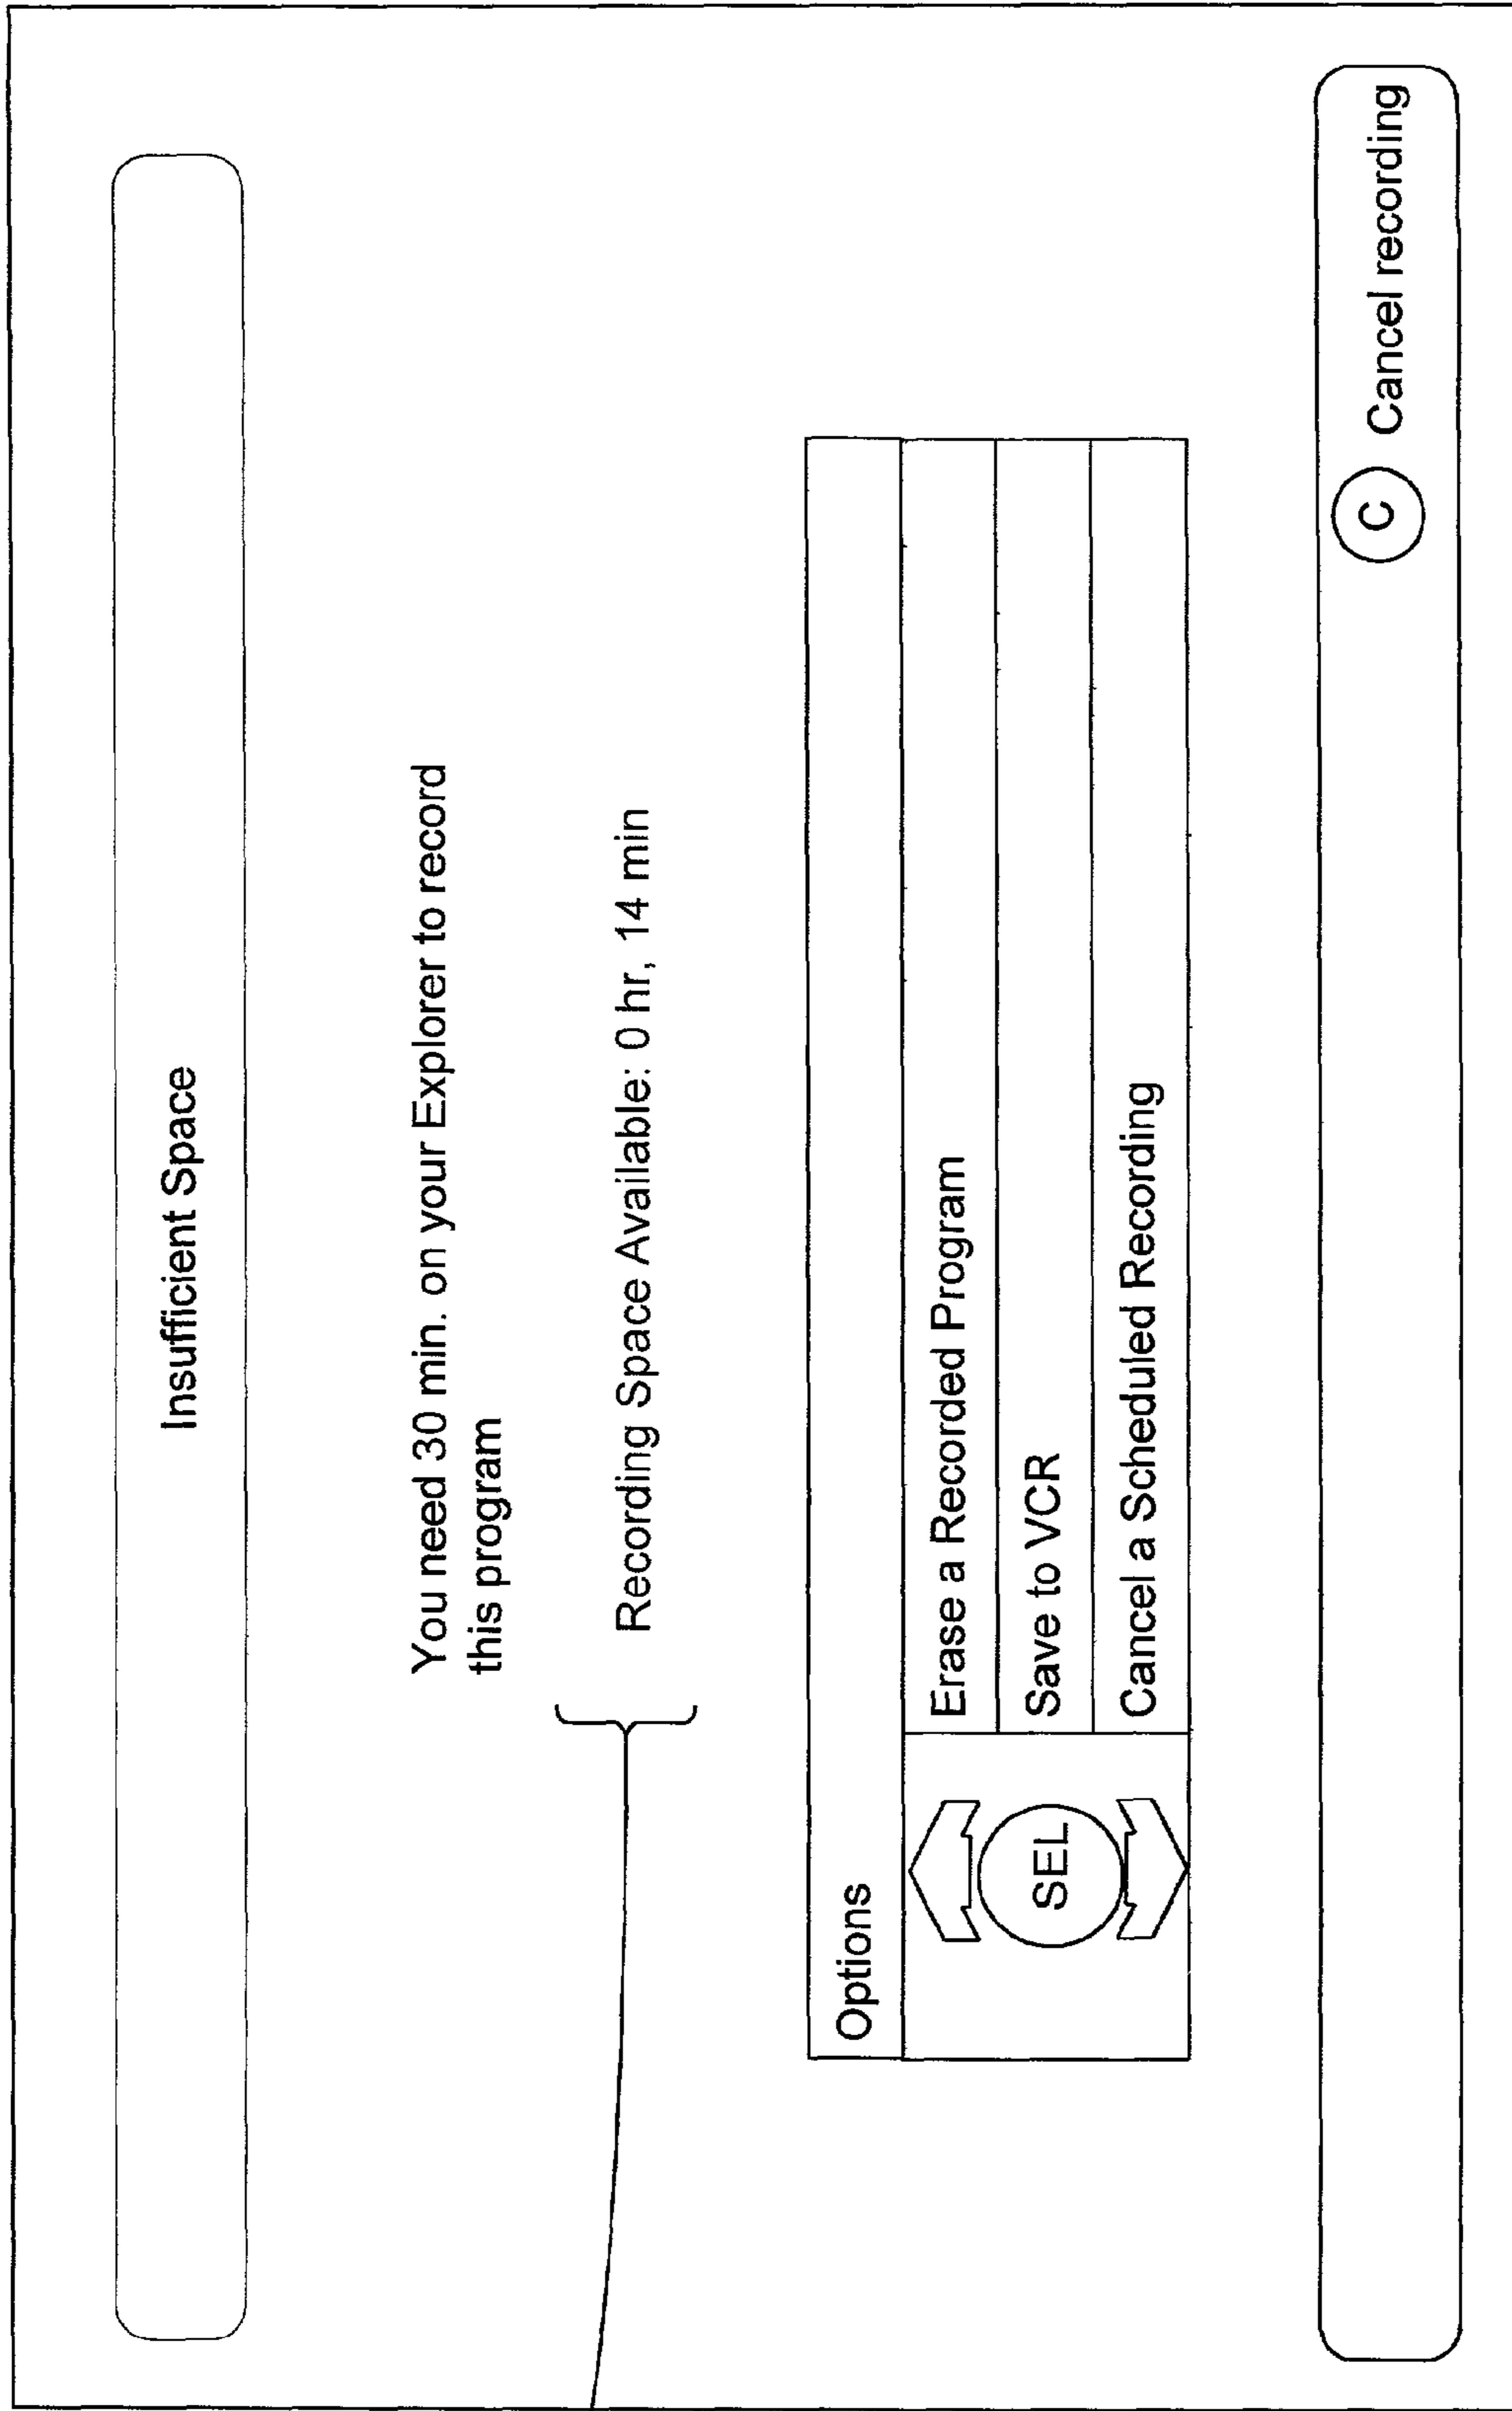 Insufficient Space
You need 30 min. on your Explorer to record
this program
Recording Space Available: 0 hr, 14 min
Options
SEL
Erase a Recorded Program
Save to VCR
Cancel a Scheduled Recording
C Cancel recording